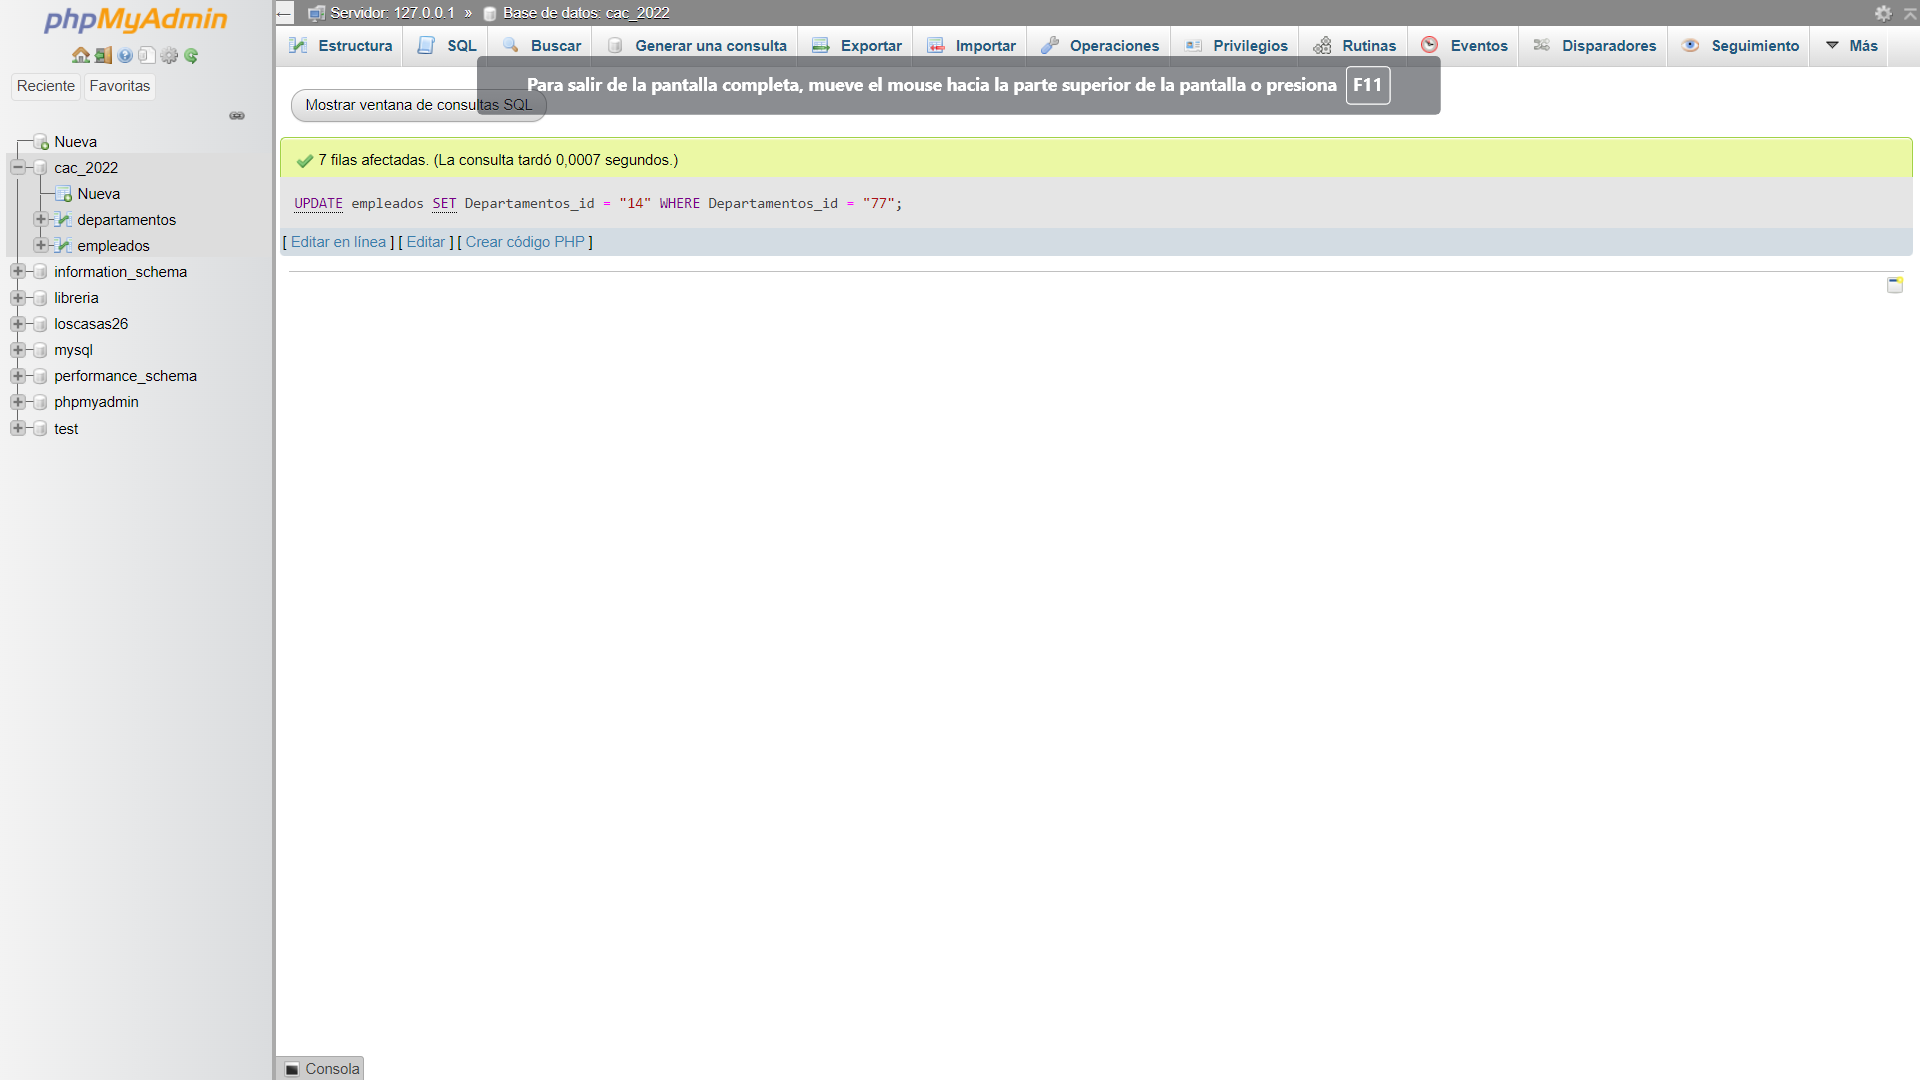 phpMyAdmin
Reciente Favoritas
Nueva
cac_2022
Nueva
departamentos
empleados
information_schema
libreria
loscasas26
mysql
performance_schema
phpmyadmin
test
← Servidor: 127.0.0.1 » Base de datos: cac_2022
Estructura SQL Buscar Generar una consulta Exportar Importar Operaciones Privilegios Rutinas Eventos Disparadores Seguimiento Más
Para salir de la pantalla completa, mueve el mouse hacia la parte superior de la pantalla o presiona F11
Mostrar ventana de consultas SQL
7 filas afectadas. (La consulta tardó 0,0007 segundos.)
UPDATE empleados SET Departamentos_id = "14" WHERE Departamentos_id = "77";
[ Editar en línea ] [ Editar ] [ Crear código PHP ]
Consola